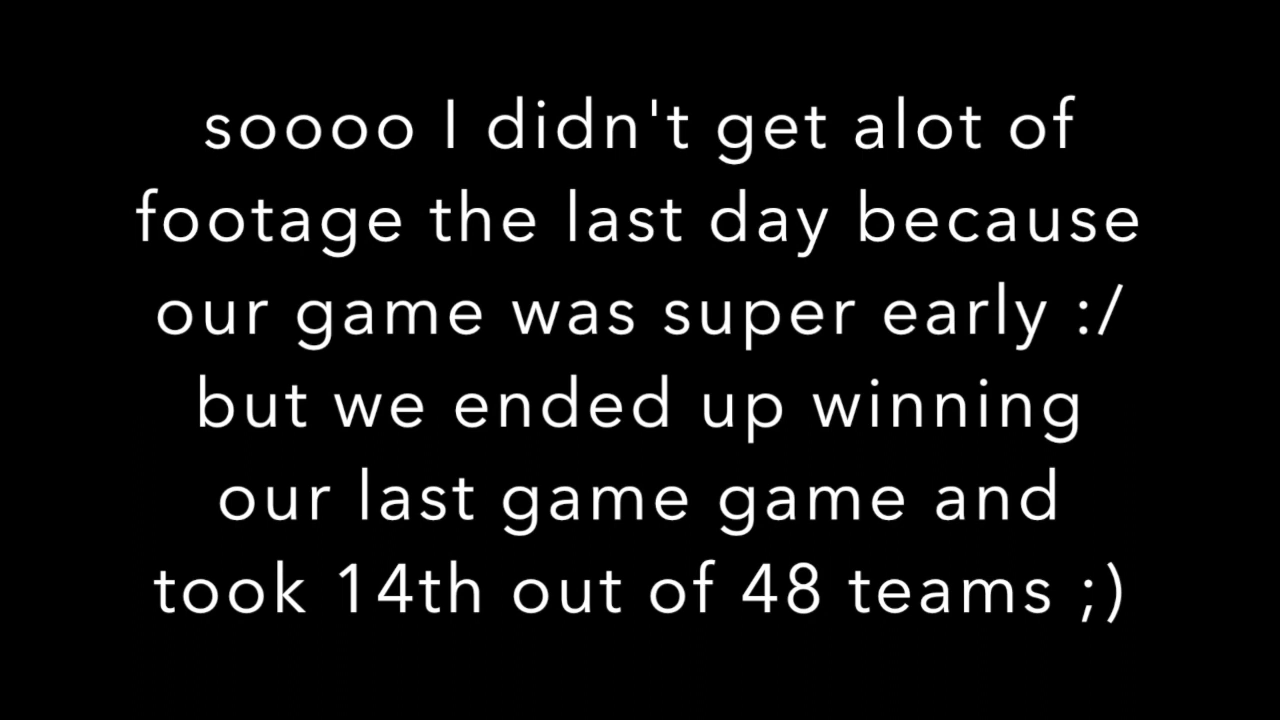 soooo I didn't get alot of
footage the last day because
our game was super early :/
but we ended up winning
our last game game and
took 14th out of 48 teams ;)